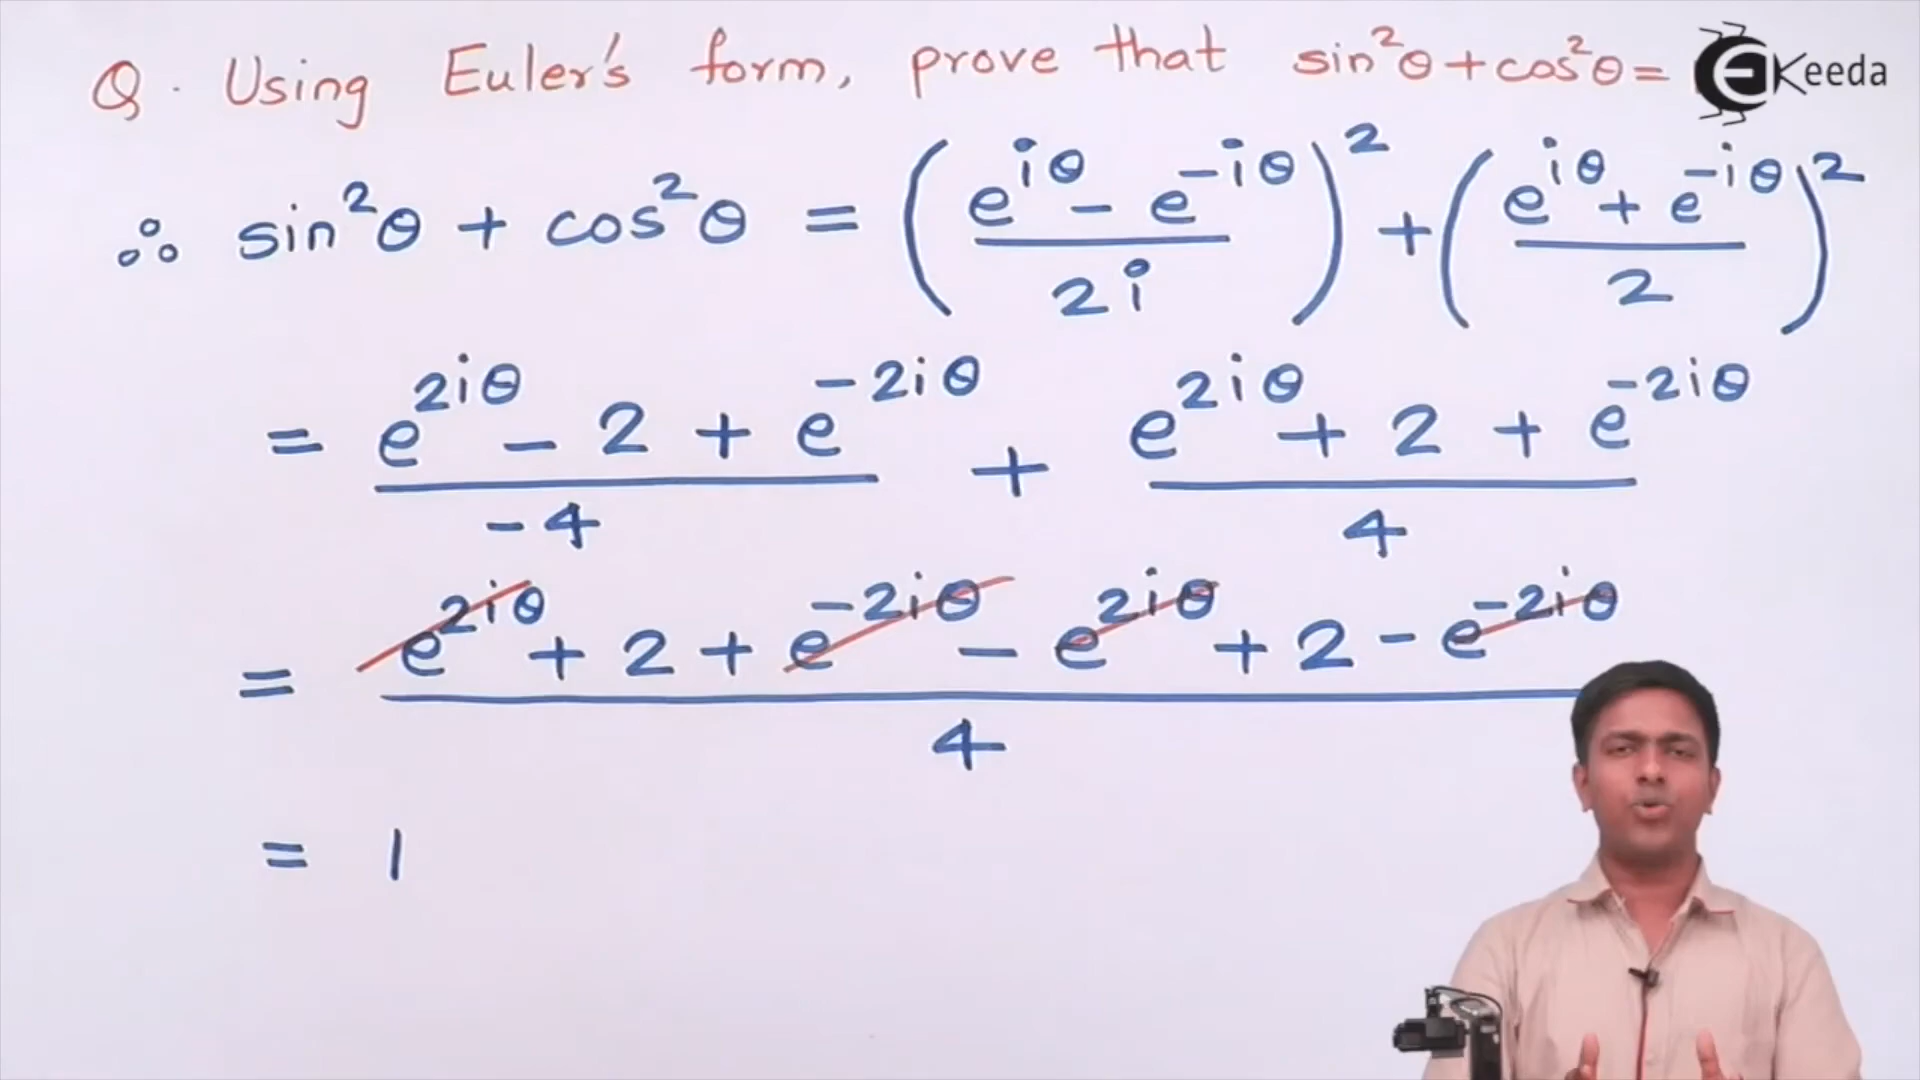 Q. Using Euler's form, prove that sin²θ + cos²θ =
EKeeda
∴ sin²θ + cos²θ = ((e^{iθ} - e^{-iθ})/2i)² + ((e^{iθ} + e^{-iθ})/2)²
= (e^{2iθ} - 2 + e^{-2iθ})/-4 + (e^{2iθ} + 2 + e^{-2iθ})/4
= (e^{2iθ} + 2 + e^{-2iθ} - e^{2iθ} + 2 - e^{-2iθ})/4
= 1